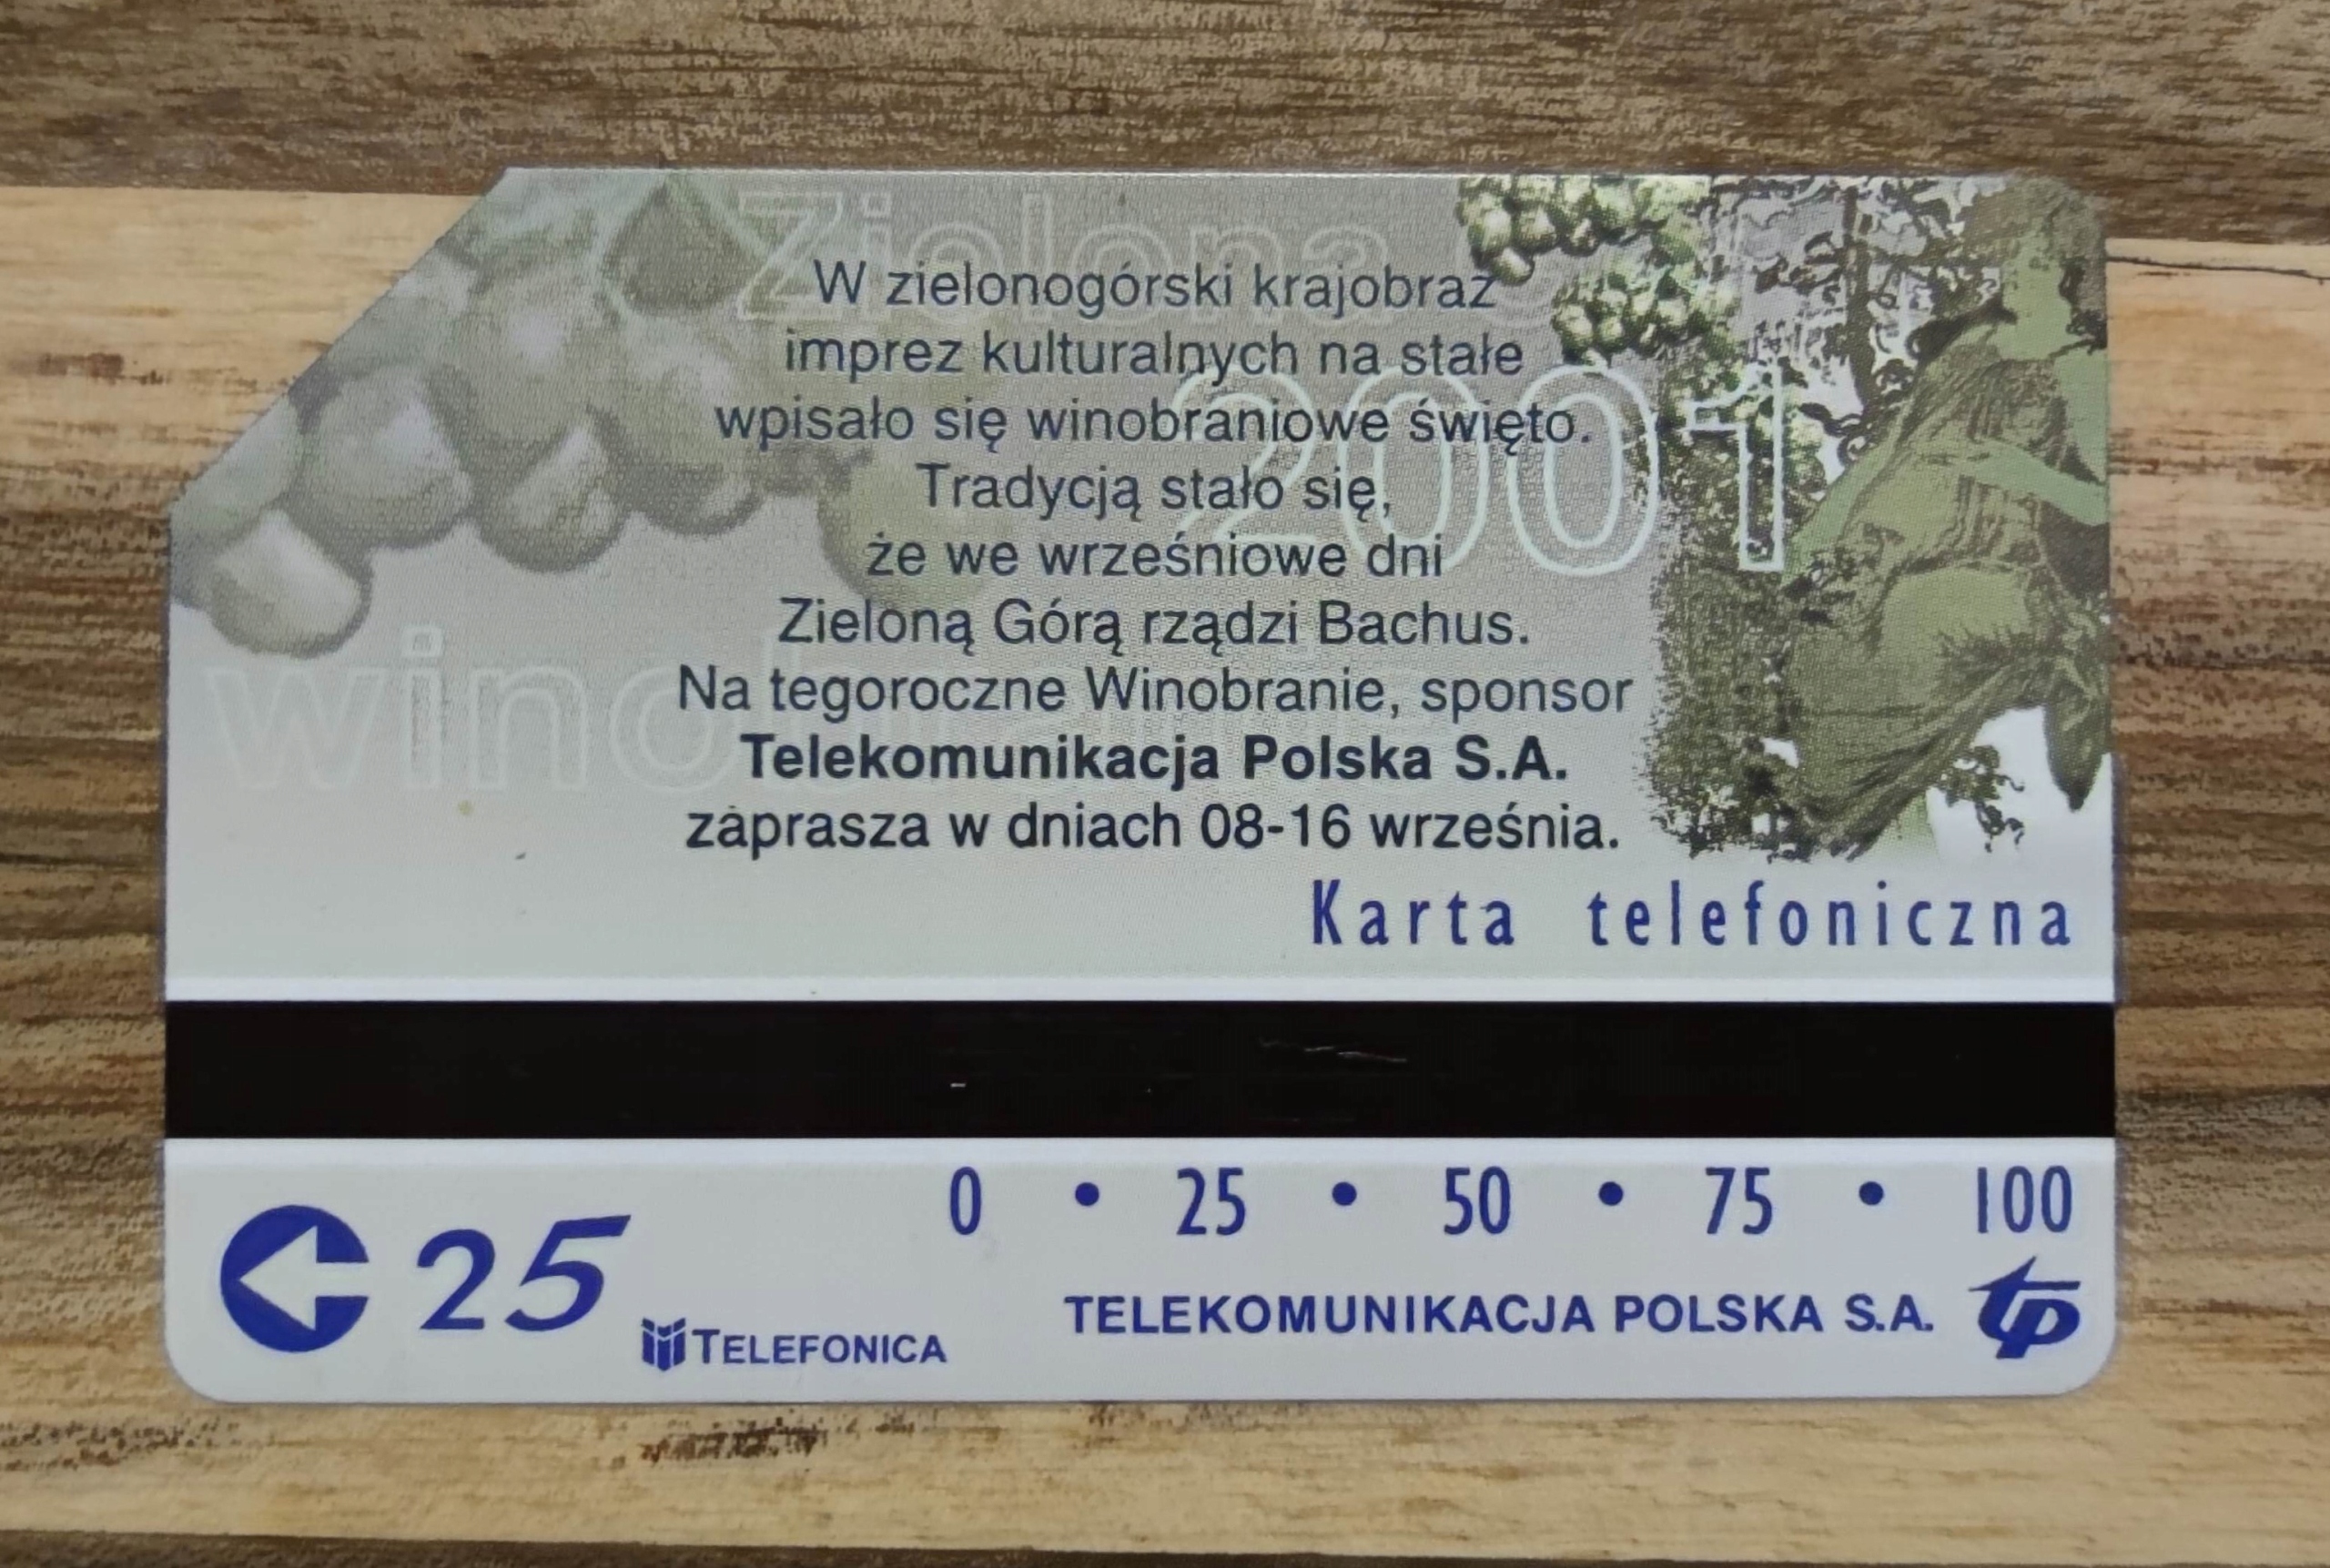 Zielona
W zielonogórski krajobraz
imprez kulturalnych na stałe
2001
wpisało się winobraniowe święto.
Tradycją stało się,
że we wrześniowe dni
Zieloną Górą rządzi Bachus.
Na tegoroczne Winobranie, sponsor
Telekomunikacja Polska S.A.
zaprasza w dniach 08-16 września.
Karta telefoniczna
0 • 25 • 50 • 75 • 100
25
TELEKOMUNIKACJA POLSKA S.A. tp
TELEFONICA